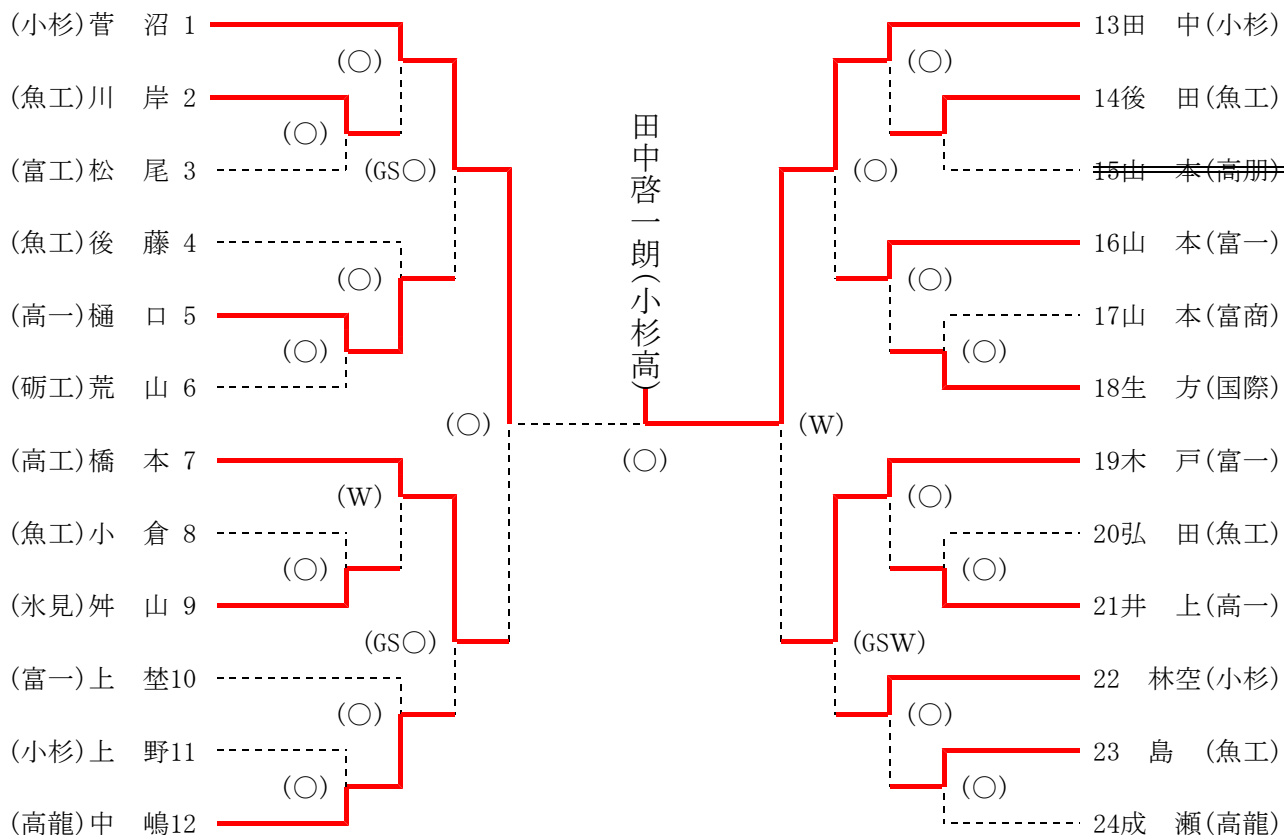 (小杉)菅　沼 1
(○)
(魚工)川　岸 2
(○)
(富工)松　尾 3
(GS○)
(魚工)後　藤 4
(○)
(高一)樋　口 5
(○)
(砺工)荒　山 6
(○)
(高工)橋　本 7
(W)
(魚工)小　倉 8
(○)
(氷見)舛　山 9
(GS○)
(富一)上　埜10
(○)
(小杉)上　野11
(○)
(高龍)中　嶋12
田中啓一朗(小杉高)
(○)
13田　中(小杉)
(○)
14後　田(魚工)
15山　本(高朋)
(○)
16山　本(富一)
(○)
17山　本(富商)
(○)
18生　方(国際)
(W)
19木　戸(富一)
(○)
20弘　田(魚工)
(○)
21井　上(高一)
(GSW)
22　林空(小杉)
(○)
23　島　(魚工)
(○)
24成　瀬(高龍)